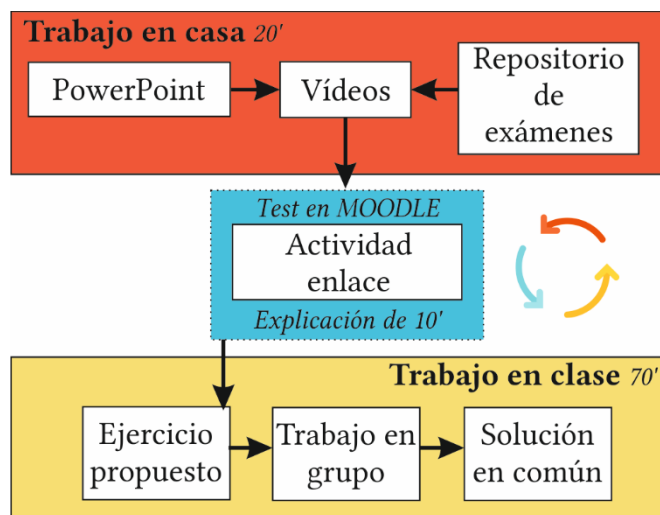 Trabajo en casa 20'
PowerPoint
Vídeos
Repositorio
de
exámenes
Test en MOODLE
Actividad
enlace
Explicación de 10'
Trabajo en clase 70'
Ejercicio
propuesto
Trabajo en
grupo
Solución
en común